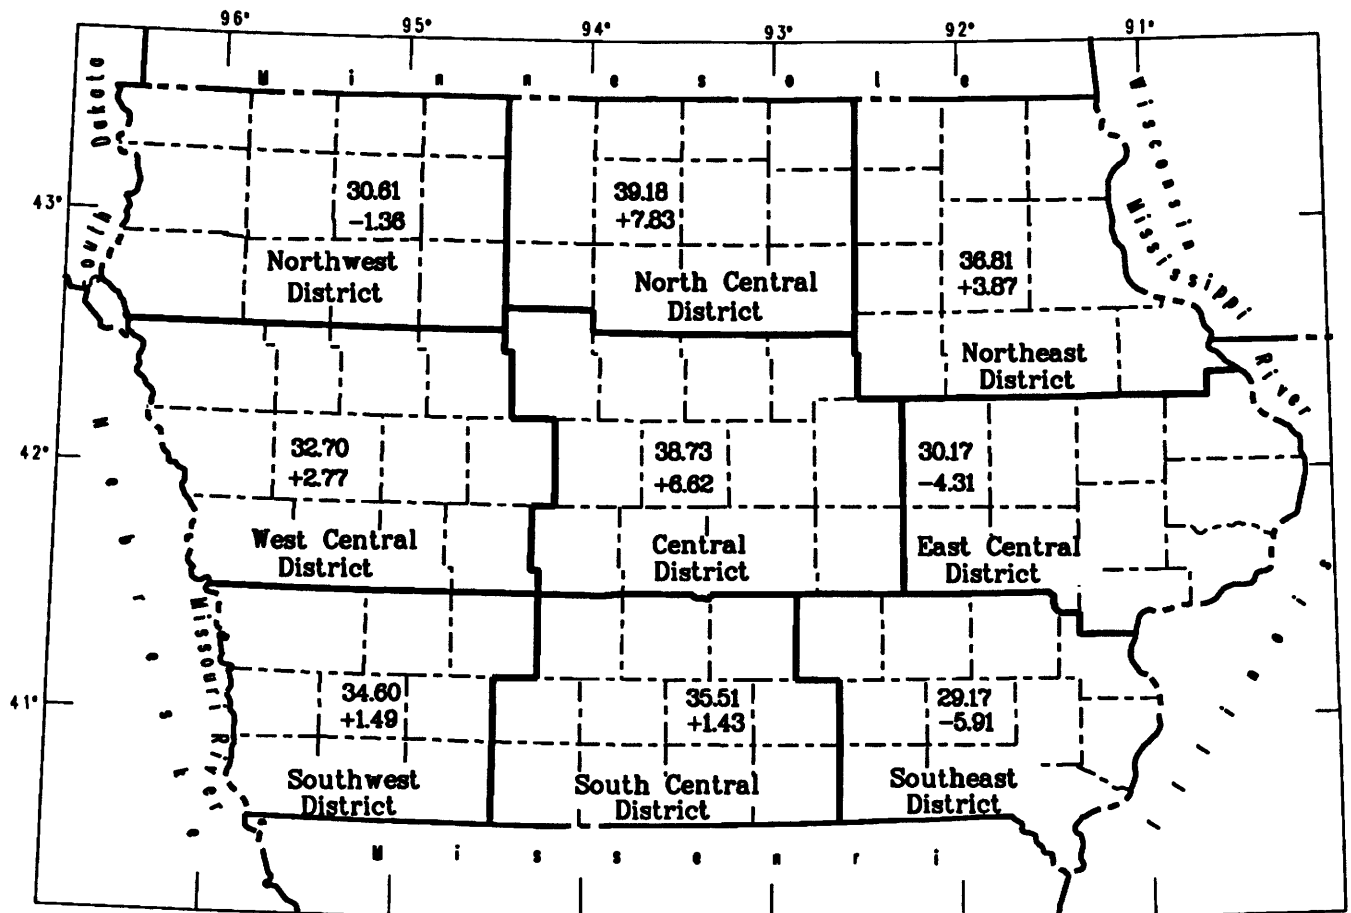 96° 95° 94° 93° 92° 91°
M i n n e s o t a
South Dakota
Wisconsin
Mississippi River
43°
30.61
-1.36
Northwest
District
39.18
+7.83
North Central
District
36.81
+3.87
Northeast
District
42°
Nebraska
32.70
+2.77
West Central
District
38.73
+6.62
Central
District
30.17
-4.31
East Central
District
Illinois
Missouri River
41°
34.60
+1.49
Southwest
District
35.51
+1.43
South Central
District
29.17
-5.91
Southeast
District
M i s s o u r i